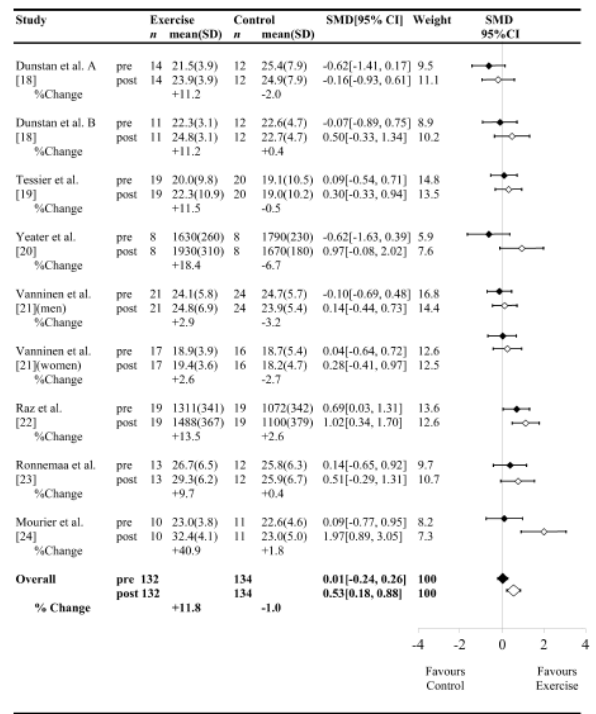 Study Exercise Control SMD[95% CI] Weight SMD
n mean(SD) n mean(SD) 95%CI
Dunstan et al. A pre 14 21.5(3.9) 12 25.4(7.9) -0.62[-1.41, 0.17] 9.5
[18] post 14 23.9(3.9) 12 24.9(7.9) -0.16[-0.93, 0.61] 11.1
%Change +11.2 -2.0
Dunstan et al. B pre 11 22.3(3.1) 12 22.6(4.7) -0.07[-0.89, 0.75] 8.9
[18] post 11 24.8(3.1) 12 22.7(4.7) 0.50[-0.33, 1.34] 10.2
%Change +11.2 +0.4
Tessier et al. pre 19 20.0(9.8) 20 19.1(10.5) 0.09[-0.54, 0.71] 14.8
[19] post 19 22.3(10.9) 20 19.0(10.2) 0.30[-0.33, 0.94] 13.5
%Change +11.5 -0.5
Yeater et al. pre 8 1630(260) 8 1790(230) -0.62[-1.63, 0.39] 5.9
[20] post 8 1930(310) 8 1670(180) 0.97[-0.08, 2.02] 7.6
%Change +18.4 -6.7
Vanninen et al. pre 21 24.1(5.8) 24 24.7(5.7) -0.10[-0.69, 0.48] 16.8
[21](men) post 21 24.8(6.9) 24 23.9(5.4) 0.14[-0.44, 0.73] 14.4
%Change +2.9 -3.2
Vanninen et al. pre 17 18.9(3.9) 16 18.7(5.4) 0.04[-0.64, 0.72] 12.6
[21](women) post 17 19.4(3.6) 16 18.2(4.7) 0.28[-0.41, 0.97] 12.5
%Change +2.6 -2.7
Raz et al. pre 19 1311(341) 19 1072(342) 0.69[0.03, 1.31] 13.6
[22] post 19 1488(367) 19 1100(379) 1.02[0.34, 1.70] 12.6
%Change +13.5 +2.6
Ronnemaa et al. pre 13 26.7(6.5) 12 25.8(6.3) 0.14[-0.65, 0.92] 9.7
[23] post 13 29.3(6.2) 12 25.9(6.7) 0.51[-0.29, 1.31] 10.7
%Change +9.7 +0.4
Mourier et al. pre 10 23.0(3.8) 11 22.6(4.6) 0.09[-0.77, 0.95] 8.2
[24] post 10 32.4(4.1) 11 23.0(5.0) 1.97[0.89, 3.05] 7.3
%Change +40.9 +1.8
Overall pre 132 134 0.01[-0.24, 0.26] 100
post 132 134 0.53[0.18, 0.88] 100
% Change +11.8 -1.0
-4 -2 0 2 4
Favours Favours
Control Exercise